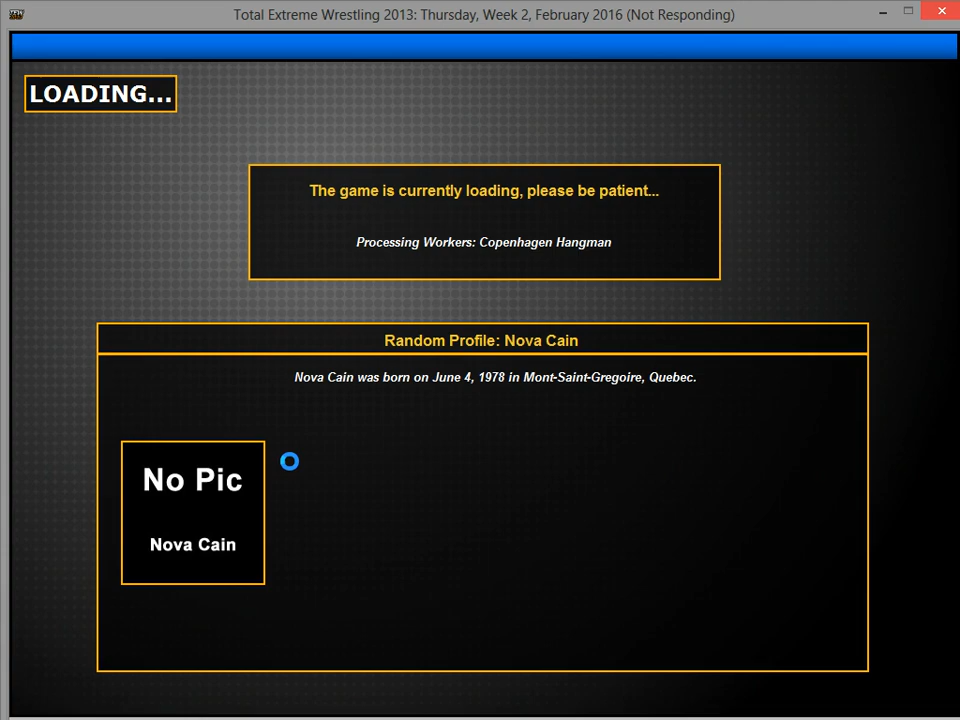 Total Extreme Wrestling 2013: Thursday, Week 2, February 2016 (Not Responding)
LOADING...
The game is currently loading, please be patient...
Processing Workers: Copenhagen Hangman
Random Profile: Nova Cain
Nova Cain was born on June 4, 1978 in Mont-Saint-Gregoire, Quebec.
No Pic
Nova Cain